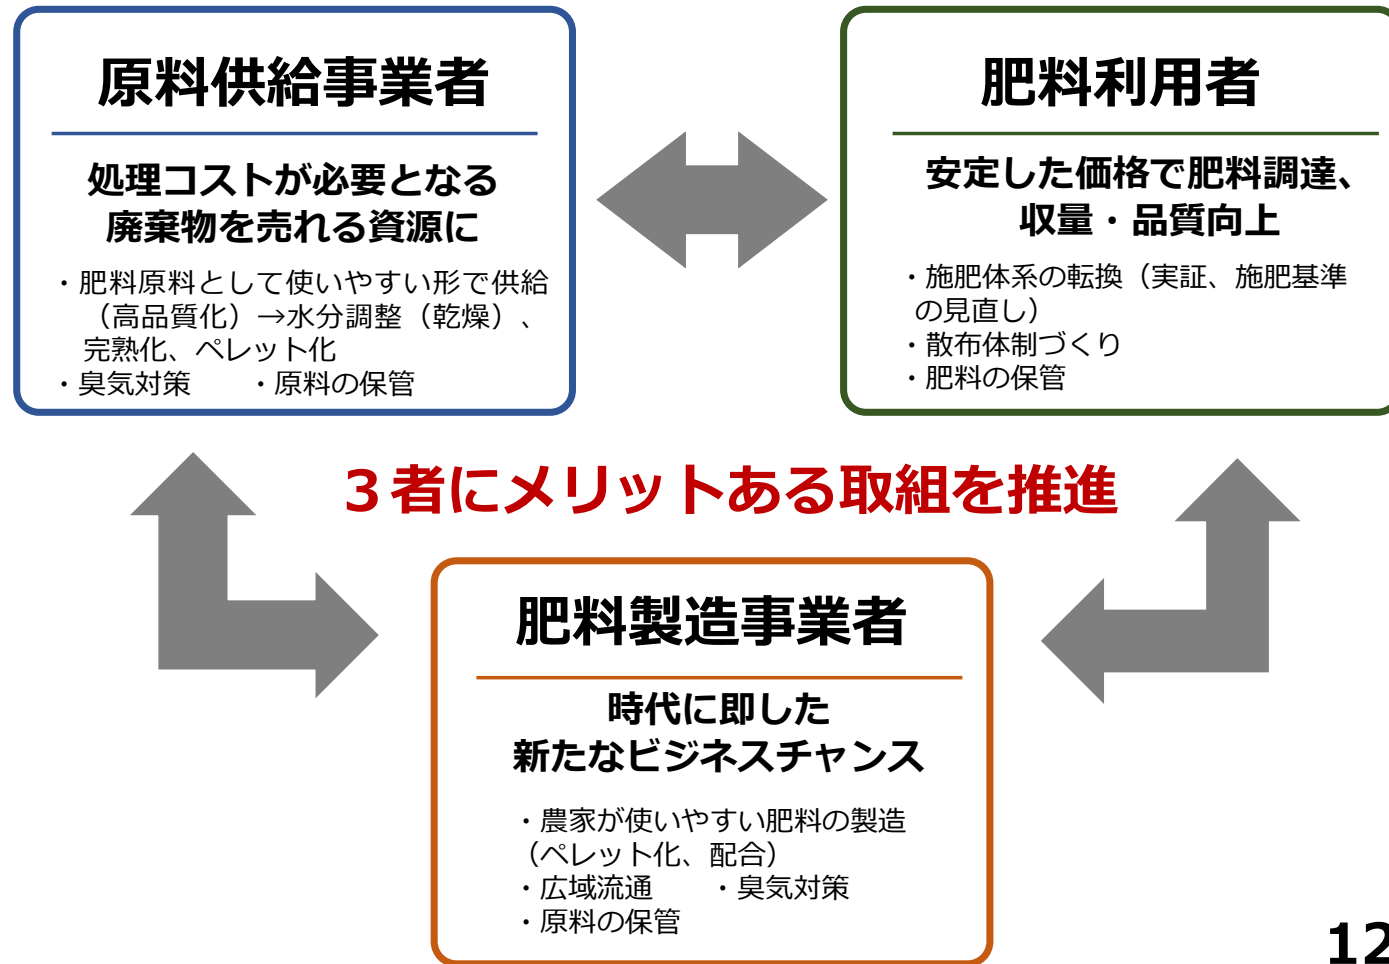 原料供給事業者
処理コストが必要となる
廃棄物を売れる資源に
・肥料原料として使いやすい形で供給
（高品質化）→水分調整（乾燥）、
完熟化、ペレット化
・臭気対策　　・原料の保管
肥料利用者
安定した価格で肥料調達、
収量・品質向上
・施肥体系の転換（実証、施肥基準
の見直し）
・散布体制づくり
・肥料の保管
３者にメリットある取組を推進
肥料製造事業者
時代に即した
新たなビジネスチャンス
・農家が使いやすい肥料の製造
（ペレット化、配合）
・広域流通　　・臭気対策
・原料の保管
12